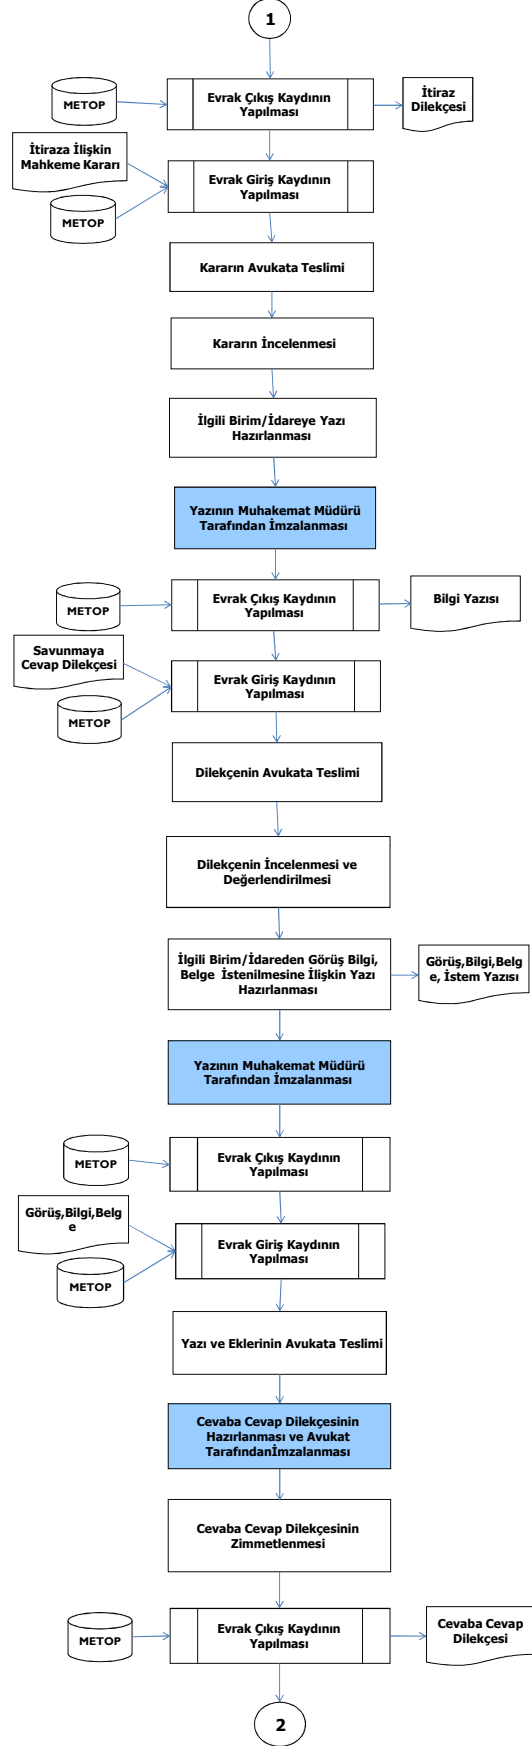 1
METOP
Evrak Çıkış Kaydının
Yapılması
İtiraz
Dilekçesi
İtiraza İlişkin
Mahkeme Kararı
METOP
Evrak Giriş Kaydının
Yapılması
Kararın Avukata Teslimi
Kararın İncelenmesi
İlgili Birim/İdareye Yazı
Hazırlanması
Yazının Muhakemat Müdürü
Tarafından İmzalanması
METOP
Evrak Çıkış Kaydının
Yapılması
Bilgi Yazısı
Savunmaya
Cevap Dilekçesi
METOP
Evrak Giriş Kaydının
Yapılması
Dilekçenin Avukata Teslimi
Dilekçenin İncelenmesi ve
Değerlendirilmesi
İlgili Birim/İdareden Görüş Bilgi,
Belge İstenilmesine İlişkin Yazı
Hazırlanması
Görüş,Bilgi,Belg
e, İstem Yazısı
Yazının Muhakemat Müdürü
Tarafından İmzalanması
METOP
Evrak Çıkış Kaydının
Yapılması
Görüş,Bilgi,Belg
e
METOP
Evrak Giriş Kaydının
Yapılması
Yazı ve Eklerinin Avukata Teslimi
Cevaba Cevap Dilekçesinin
Hazırlanması ve Avukat
Tarafındanİmzalanması
Cevaba Cevap Dilekçesinin
Zimmetlenmesi
METOP
Evrak Çıkış Kaydının
Yapılması
Cevaba Cevap
Dilekçesi
2